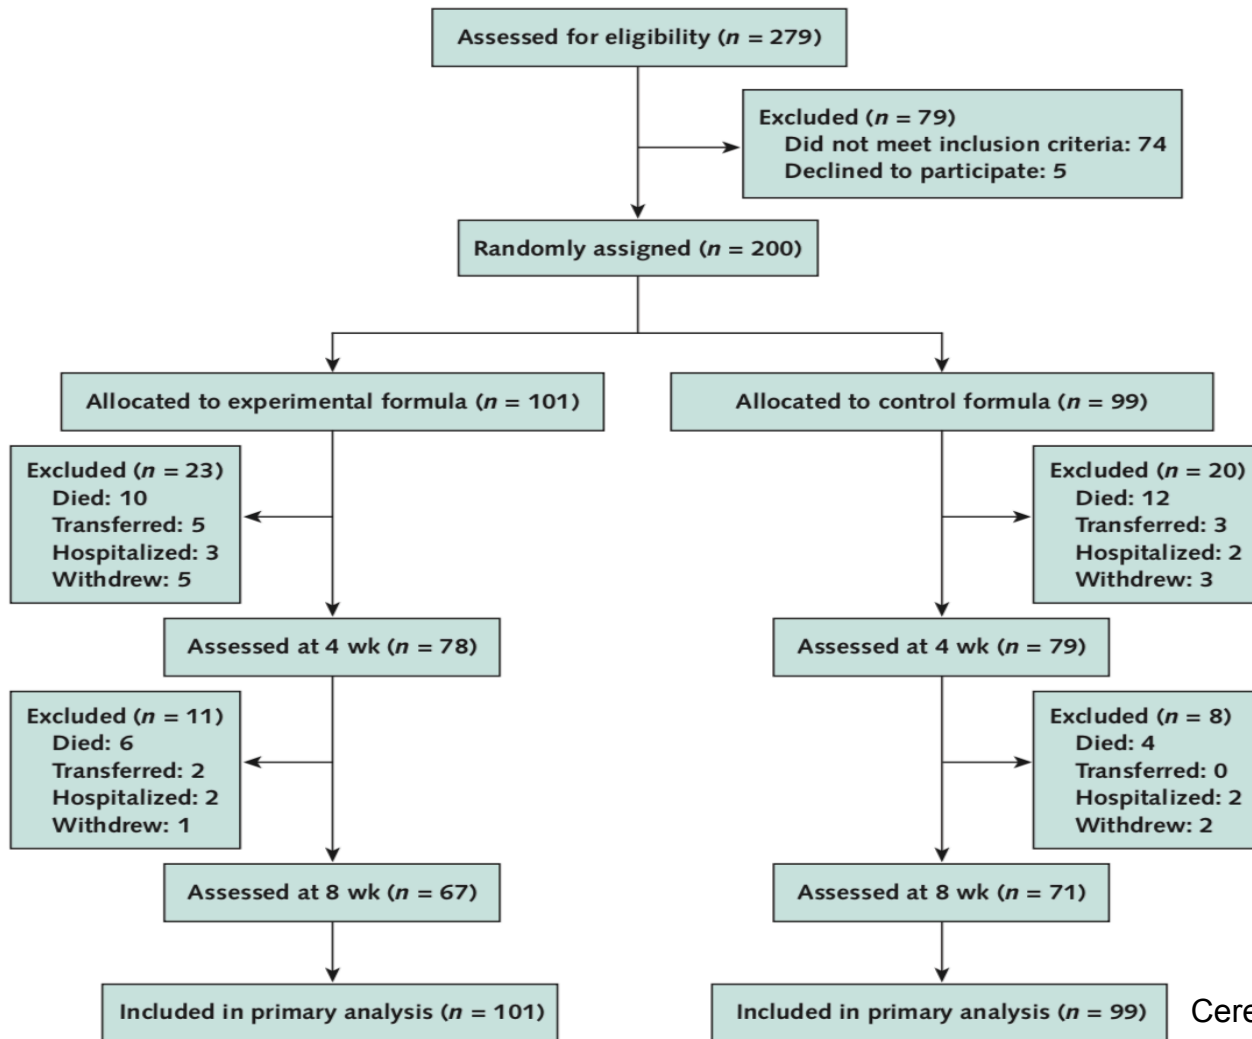 Assessed for eligibility (n = 279)
Excluded (n = 79)
Did not meet inclusion criteria: 74
Declined to participate: 5
Randomly assigned (n = 200)
Allocated to experimental formula (n = 101)
Allocated to control formula (n = 99)
Excluded (n = 23)
Died: 10
Transferred: 5
Hospitalized: 3
Withdrew: 5
Excluded (n = 20)
Died: 12
Transferred: 3
Hospitalized: 2
Withdrew: 3
Assessed at 4 wk (n = 78)
Assessed at 4 wk (n = 79)
Excluded (n = 11)
Died: 6
Transferred: 2
Hospitalized: 2
Withdrew: 1
Excluded (n = 8)
Died: 4
Transferred: 0
Hospitalized: 2
Withdrew: 2
Assessed at 8 wk (n = 67)
Assessed at 8 wk (n = 71)
Included in primary analysis (n = 101)
Included in primary analysis (n = 99)
Cere